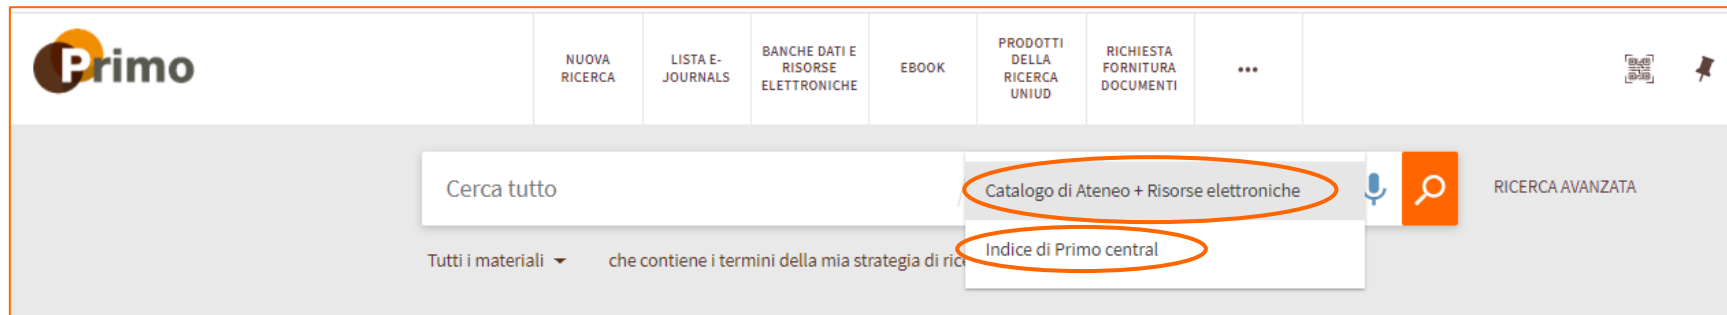 Primo
NUOVA
RICERCA
LISTA E-
JOURNALS
BANCHE DATI E
RISORSE
ELETTRONICHE
EBOOK
PRODOTTI
DELLA
RICERCA
UNIUD
RICHIESTA
FORNITURA
DOCUMENTI
•••
Cerca tutto
Catalogo di Ateneo + Risorse elettroniche
RICERCA AVANZATA
Indice di Primo central
Tutti i materiali
che contiene i termini della mia strategia di